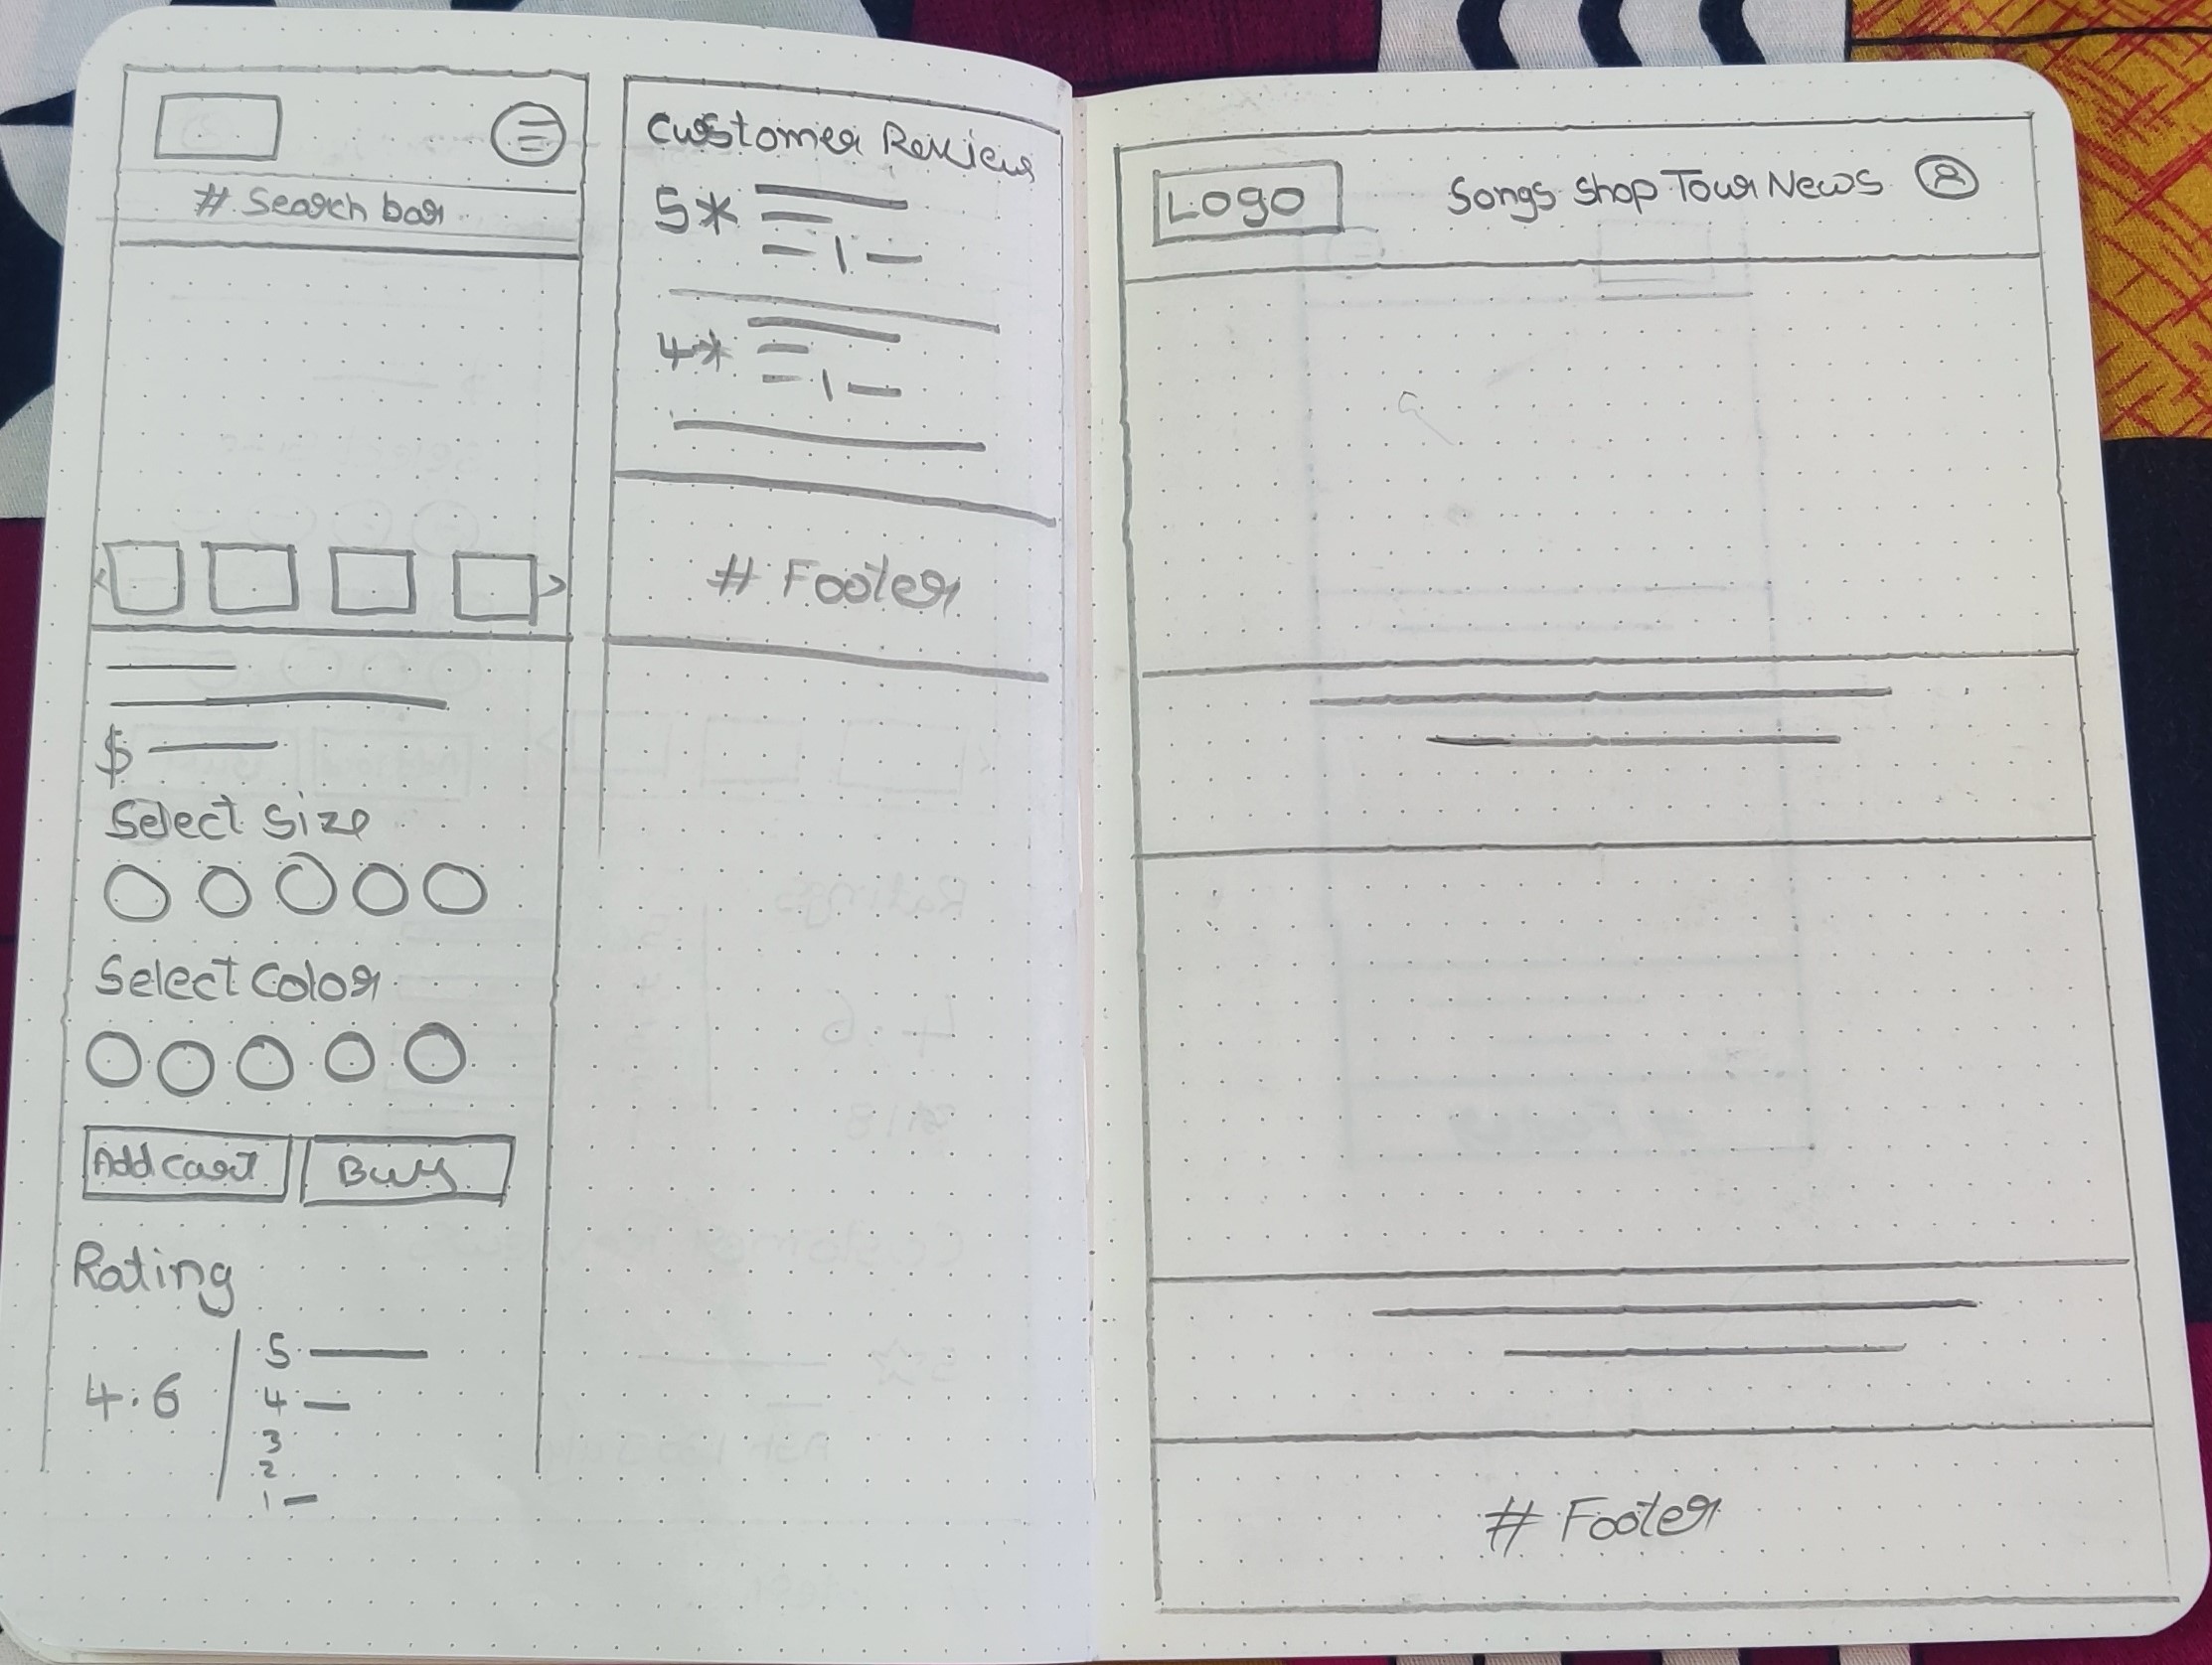 # Search bar
$
Select Size
Select Color
Add cart
Buy
Rating
4.6
5
4
3
2
1
Customer Review
5*
4*
# Footer
LOGO
Songs Shop Tour News
# Footer